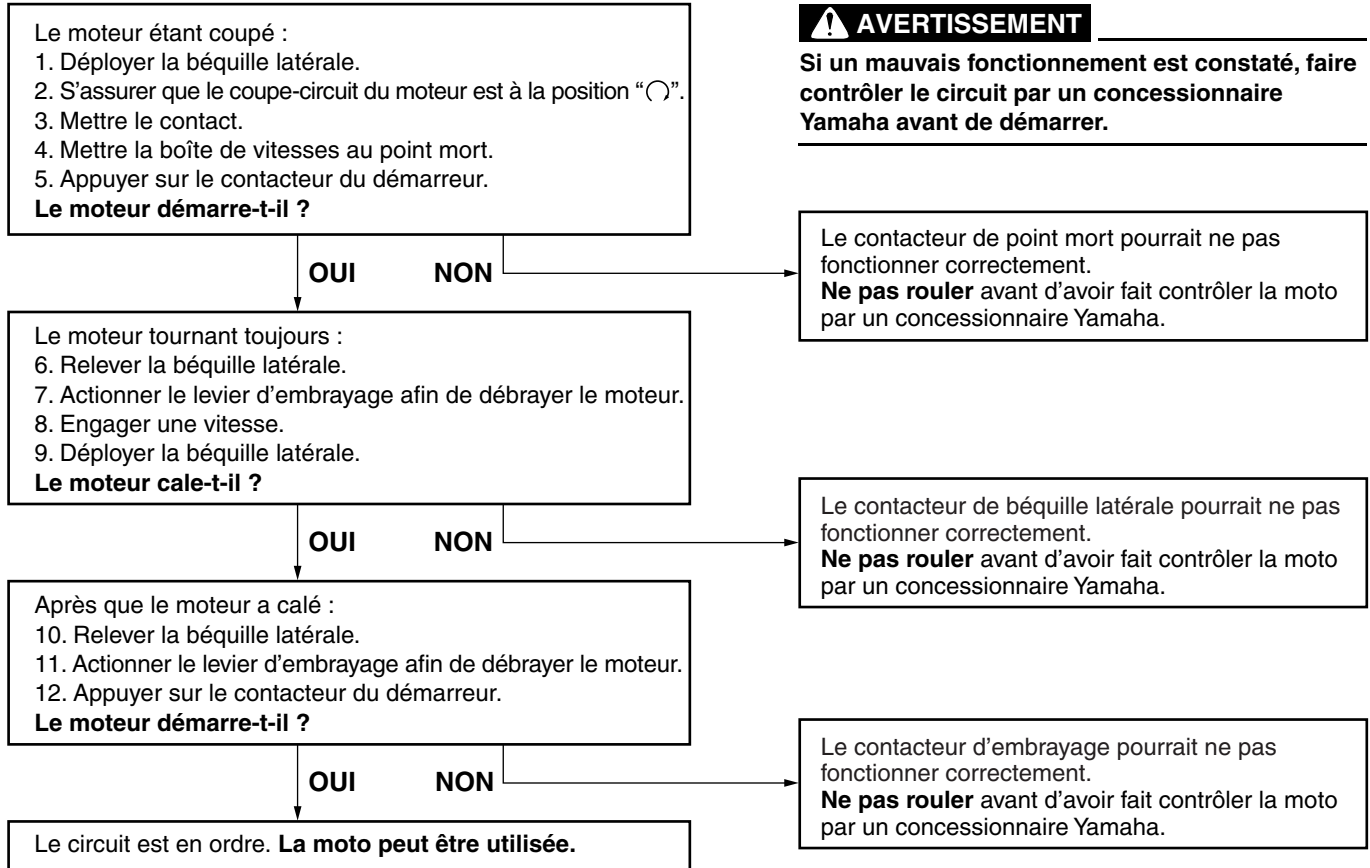 Le moteur étant coupé :
1. Déployer la béquille latérale.
2. S'assurer que le coupe-circuit du moteur est à la position “○”.
3. Mettre le contact.
4. Mettre la boîte de vitesses au point mort.
5. Appuyer sur le contacteur du démarreur.
Le moteur démarre-t-il ?
AVERTISSEMENT
Si un mauvais fonctionnement est constaté, faire
contrôler le circuit par un concessionnaire
Yamaha avant de démarrer.
OUI NON
Le contacteur de point mort pourrait ne pas
fonctionner correctement.
Ne pas rouler avant d'avoir fait contrôler la moto
par un concessionnaire Yamaha.
Le moteur tournant toujours :
6. Relever la béquille latérale.
7. Actionner le levier d'embrayage afin de débrayer le moteur.
8. Engager une vitesse.
9. Déployer la béquille latérale.
Le moteur cale-t-il ?
OUI NON
Le contacteur de béquille latérale pourrait ne pas
fonctionner correctement.
Ne pas rouler avant d'avoir fait contrôler la moto
par un concessionnaire Yamaha.
Après que le moteur a calé :
10. Relever la béquille latérale.
11. Actionner le levier d'embrayage afin de débrayer le moteur.
12. Appuyer sur le contacteur du démarreur.
Le moteur démarre-t-il ?
OUI NON
Le contacteur d'embrayage pourrait ne pas
fonctionner correctement.
Ne pas rouler avant d'avoir fait contrôler la moto
par un concessionnaire Yamaha.
Le circuit est en ordre. La moto peut être utilisée.